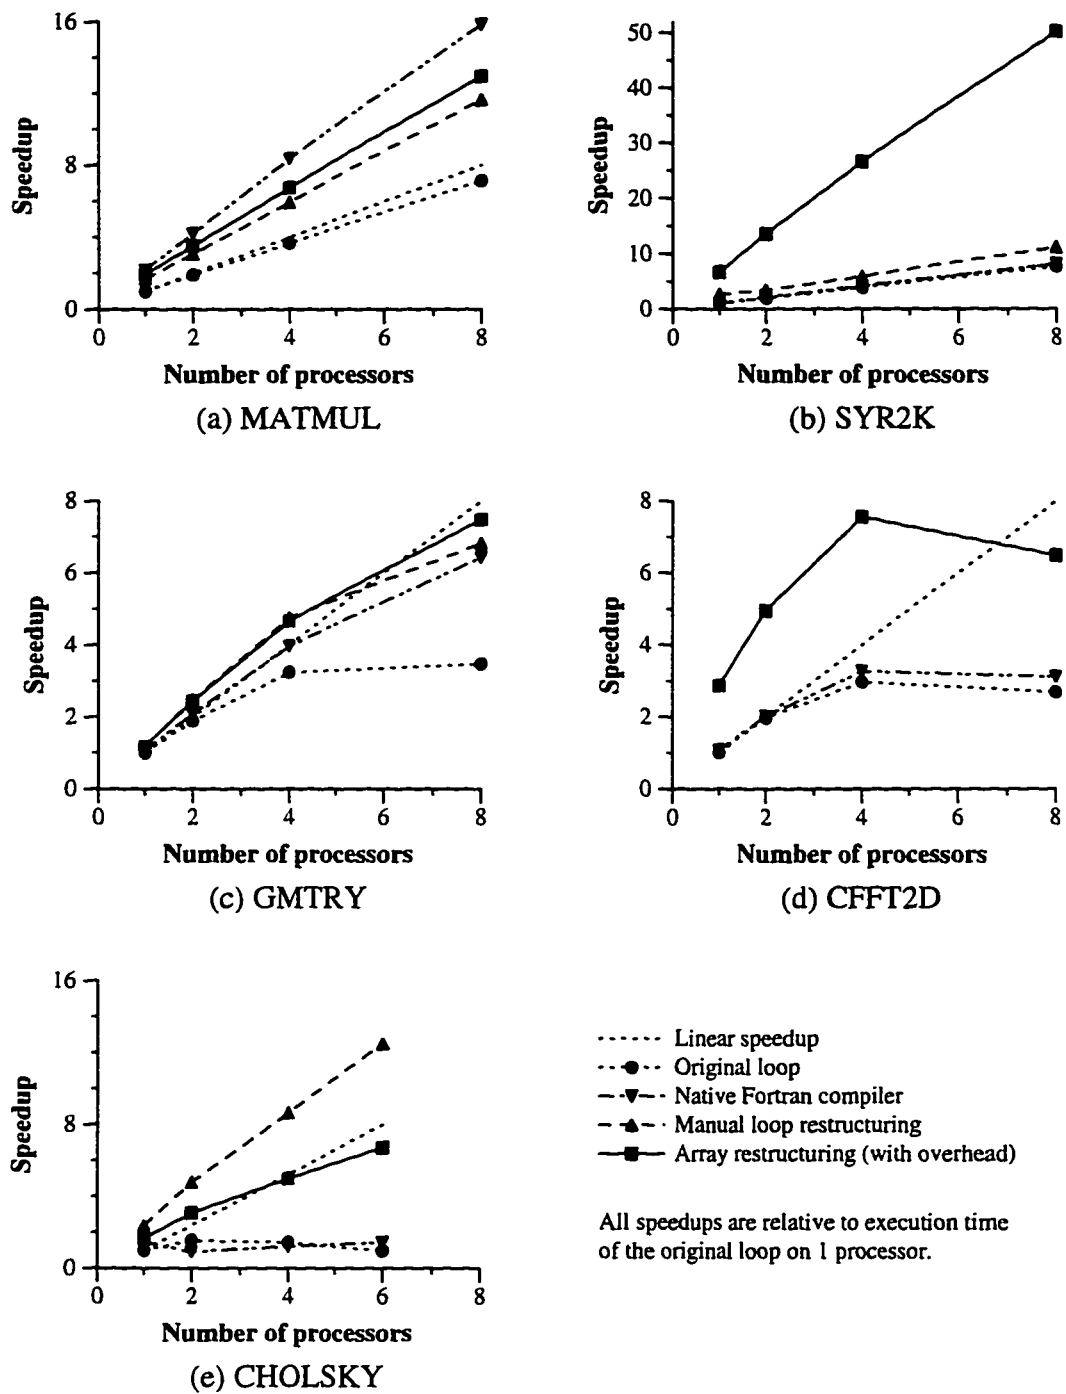 16
8
0
Speedup
0 2 4 6 8
Number of processors
(a) MATMUL
50
40
30
20
10
0
Speedup
0 2 4 6 8
Number of processors
(b) SYR2K
8
6
4
2
0
Speedup
0 2 4 6 8
Number of processors
(c) GMTRY
8
6
4
2
0
Speedup
0 2 4 6 8
Number of processors
(d) CFFT2D
16
8
0
Speedup
0 2 4 6 8
Number of processors
(e) CHOLSKY
Linear speedup
Original loop
Native Fortran compiler
Manual loop restructuring
Array restructuring (with overhead)
All speedups are relative to execution time
of the original loop on 1 processor.